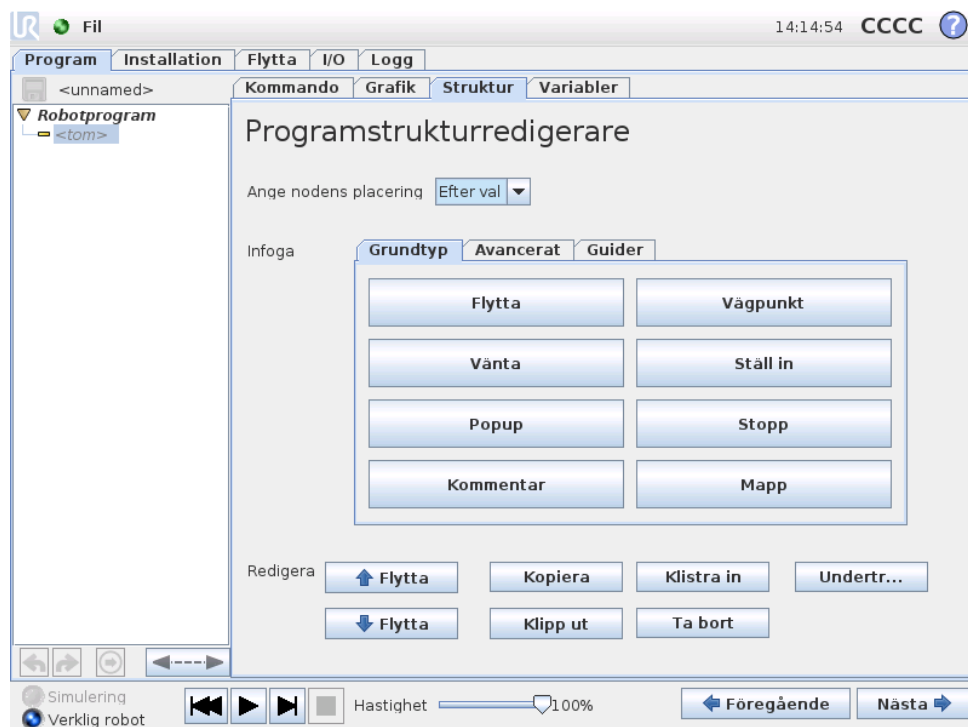 UR Fil 14:14:54 CCCC ?
Program Installation Flytta I/O Logg
<unnamed> Kommando Grafik Struktur Variabler
Robotprogram
<tom>
Programstrukturredigerare
Ange nodens placering Efter val
Infoga Grundtyp Avancerat Guider
Flytta Vägpunkt
Vänta Ställ in
Popup Stopp
Kommentar Mapp
Redigera Flytta Kopiera Klistra in Undertr...
Flytta Klipp ut Ta bort
Simulering
Verklig robot
Hastighet 100% Föregående Nästa